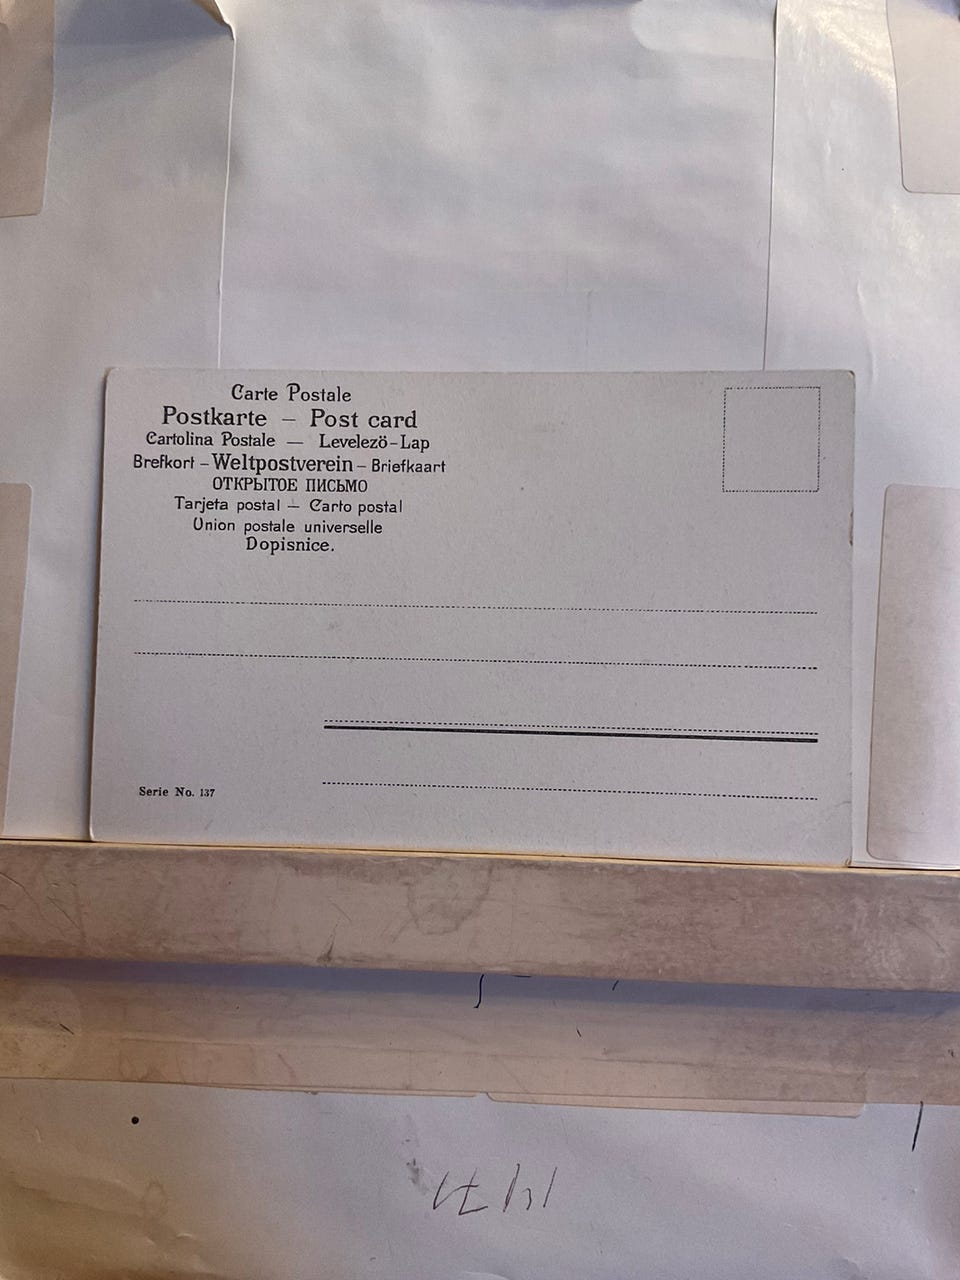 Carte Postale
Postkarte – Post card
Cartolina Postale — Levelezö-Lap
Brefkort – Weltpostverein – Briefkaart
ОТКРЫТОЕ ПИСЬМО
Tarjeta postal – Carto postal
Union postale universelle
Dopisnice.
Serie No. 137